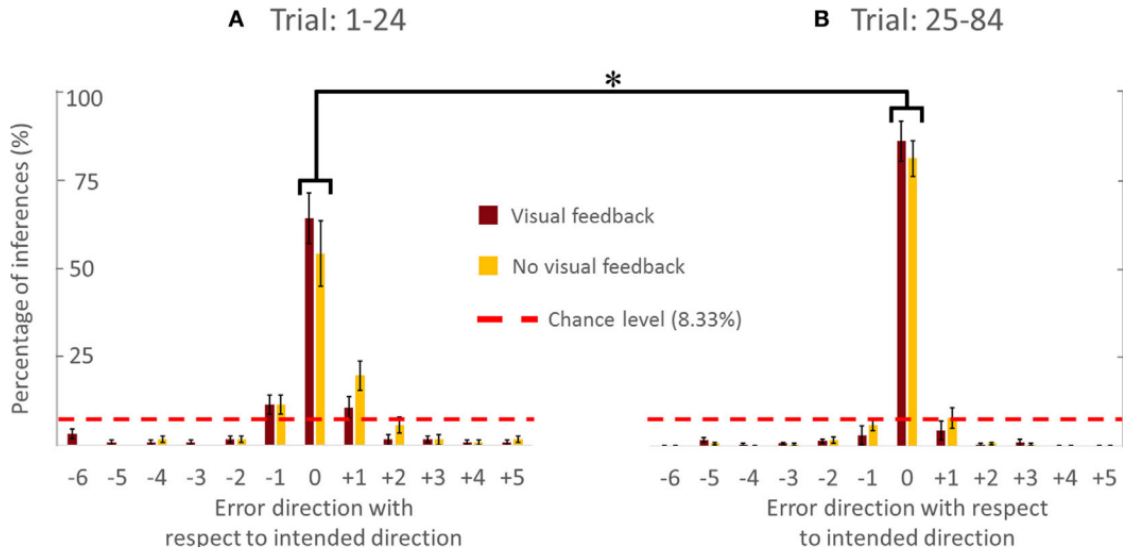 A Trial: 1-24
B Trial: 25-84
*
Percentage of inferences (%)
100
75
50
25
Visual feedback
No visual feedback
Chance level (8.33%)
-6 -5 -4 -3 -2 -1 0 +1 +2 +3 +4 +5
Error direction with
respect to intended direction
-6 -5 -4 -3 -2 -1 0 +1 +2 +3 +4 +5
Error direction with respect
to intended direction